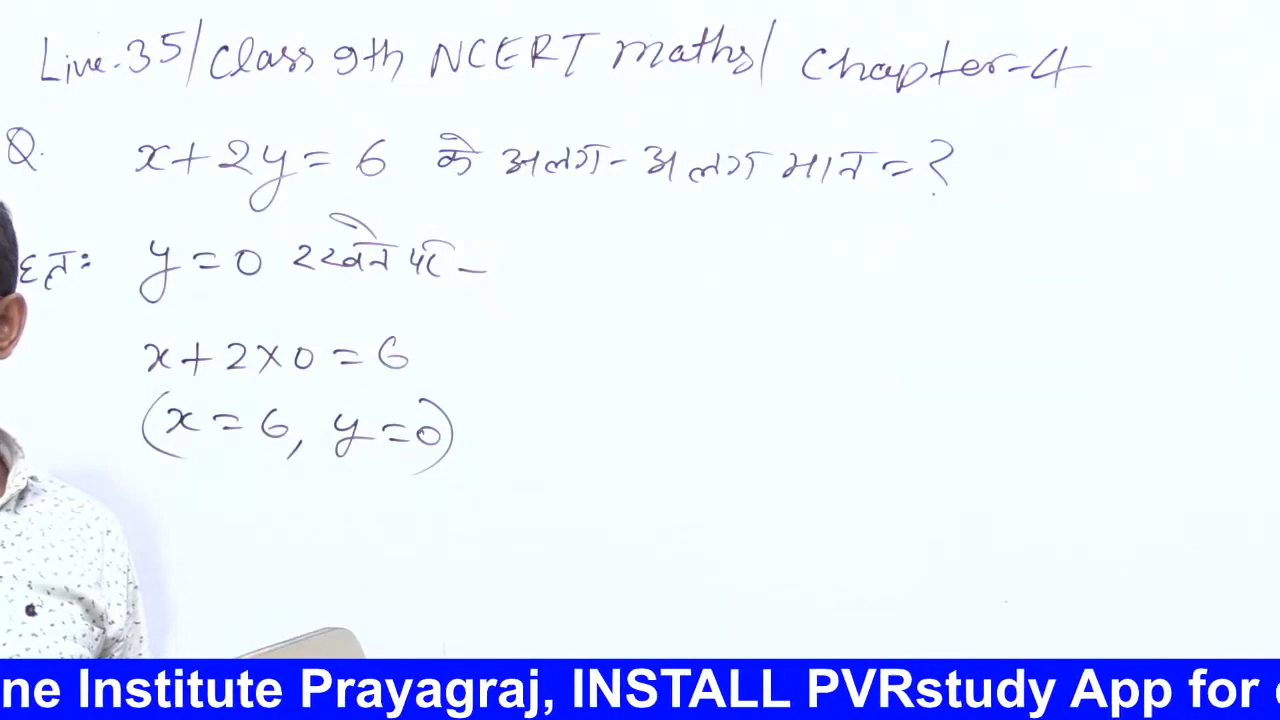 Live-35/Class 9th NCERT maths/ Chapter-4
Q. x+2y=6 के अलग-अलग मान=?
हल: y=0 रखने पर -
x+2×0=6
(x=6, y=0)
ne Institute Prayagraj, INSTALL PVRstudy App for